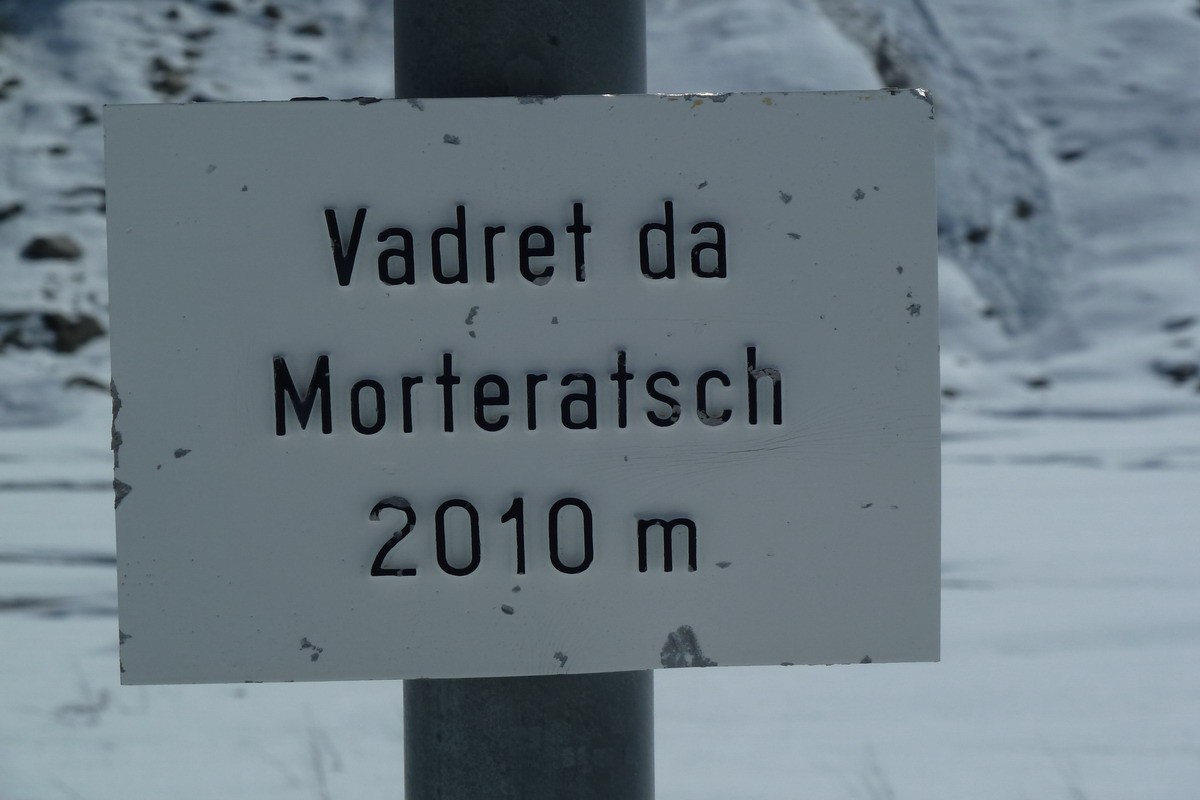 Vadret da
Morteratsch
2010 m